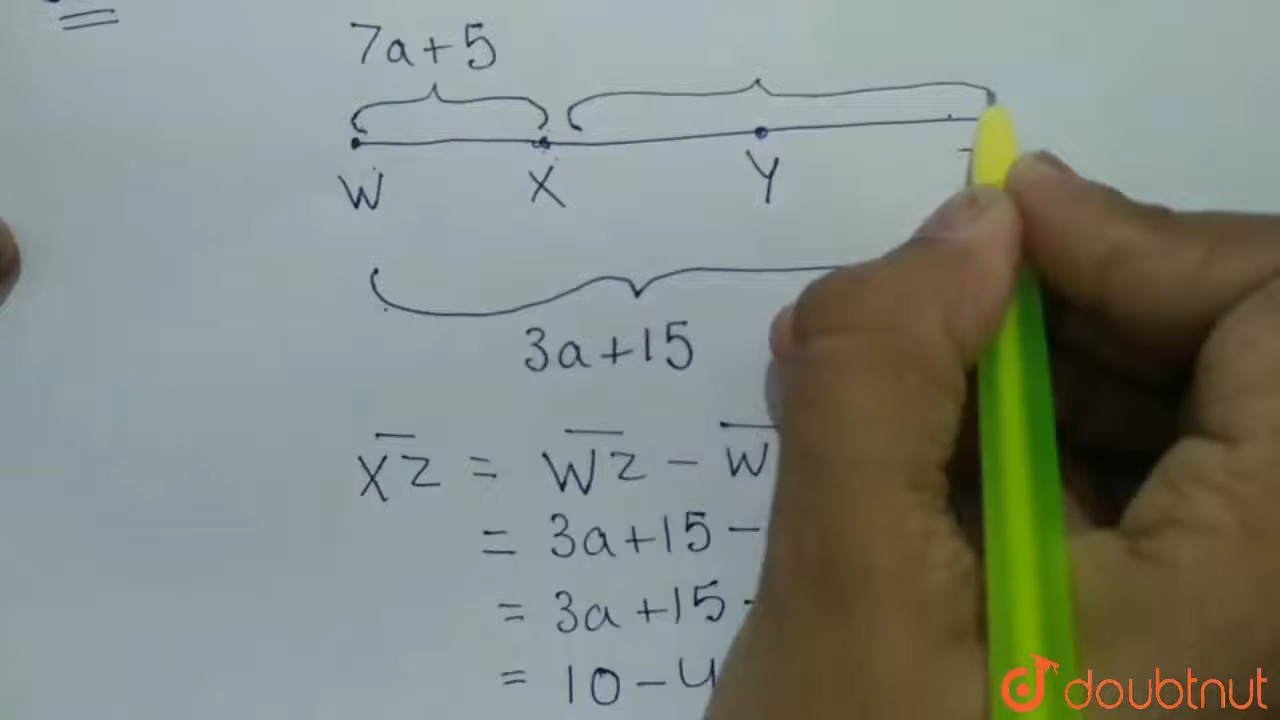 7a+5
W X Y
3a+15
XZ = WZ - W
= 3a+15 -
= 3a+15 -
= 10-4
doubtnut